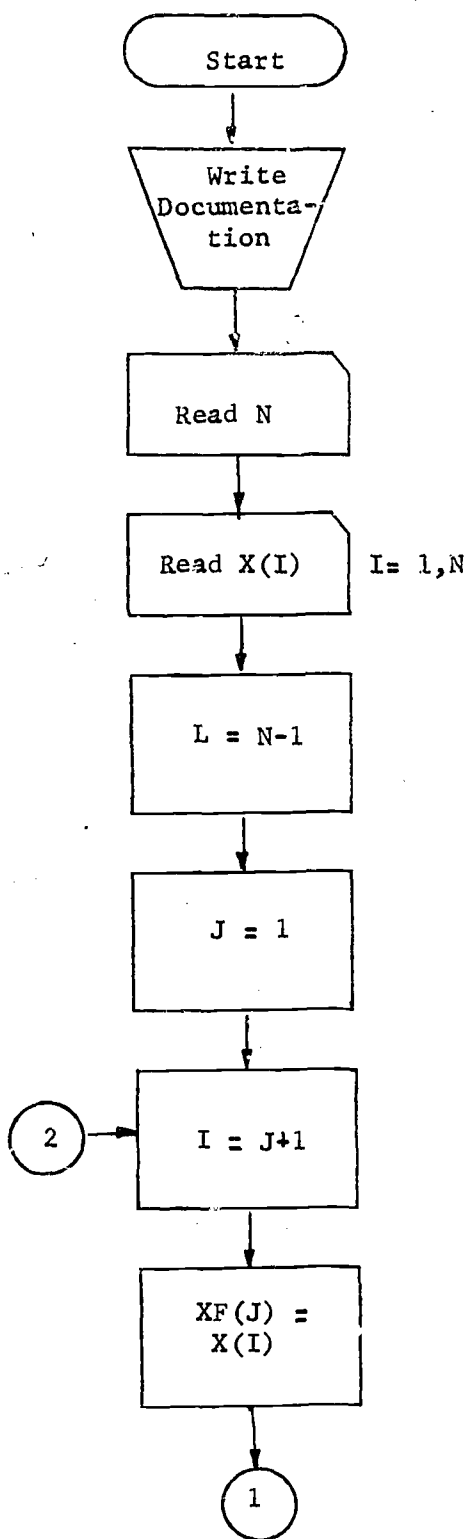 Start
Write
Documenta-
tion
Read N
Read X(I) I= 1,N
L = N-1
J = 1
2
I = J+1
XF(J) =
X(I)
1